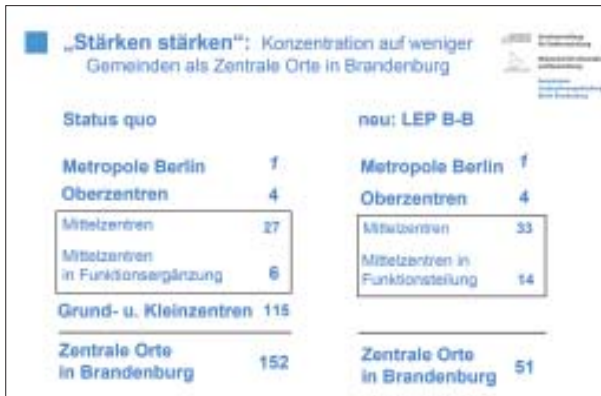 „Stärken stärken“: Konzentration auf weniger
Gemeinden als Zentrale Orte in Brandenburg
Status quo
Metropole Berlin 1
Oberzentren 4
Mittelzentren 27
Mittelzentren
in Funktionsergänzung 6
Grund- u. Kleinzentren 115
Zentrale Orte
in Brandenburg 152
neu: LEP B-B
Metropole Berlin 1
Oberzentren 4
Mittelzentren 33
Mittelzentren in
Funktionsteilung 14
Zentrale Orte
in Brandenburg 51